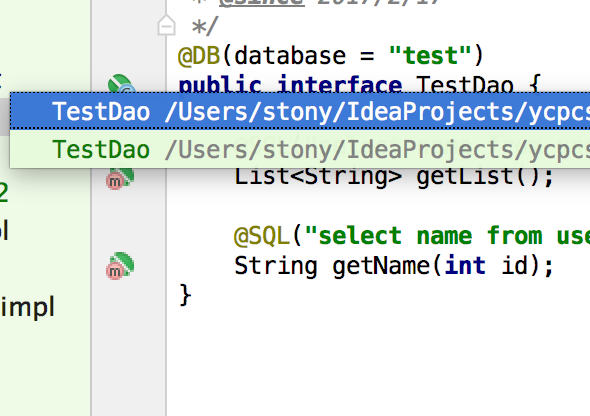 * @since 2017/2/17
*/
@DB(database = "test")
public interface TestDao {
TestDao /Users/stony/IdeaProjects/ycpcs
TestDao /Users/stony/IdeaProjects/ycpcs
2
List<String> getList();
@SQL("select name from use
m
String getName(int id);
m
impl
}